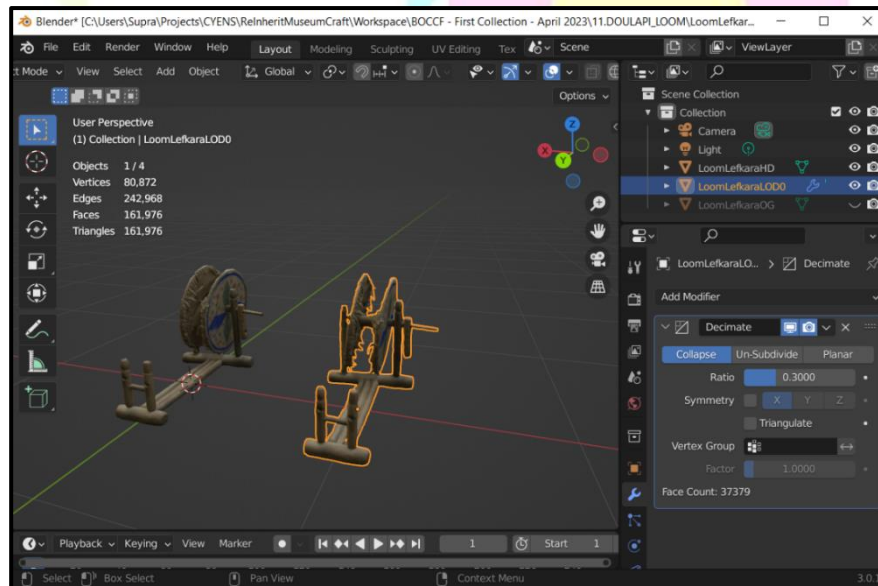 Blender* [C:\Users\Supra\Projects\CYENS\ReInheritMuseumCraft\Workspace\BOCCF - First Collection - April 2023\11.DOULAPI_LOOM\LoomLefkar...
File Edit Render Window Help Layout Modeling Sculpting UV Editing Tex Scene ViewLayer
ct Mode View Select Add Object Global
Options
User Perspective
(1) Collection | LoomLefkaraLOD0
Objects 1/4
Vertices 80,872
Edges 242,968
Faces 161,976
Triangles 161,976
Z
X
Y
Scene Collection
Collection
Camera
Light
LoomLefkaraHD
LoomLefkaraLOD0
LoomLefkaraOG
LoomLefkaraLO... > Decimate
Add Modifier
Decimate
Collapse Un-Subdivide Planar
Ratio 0.3000
Symmetry X Y Z
Triangulate
Vertex Group
Factor 1.0000
Face Count: 37379
Playback Keying View Marker 1 Start 1
Select Box Select Pan View Context Menu 3.0.